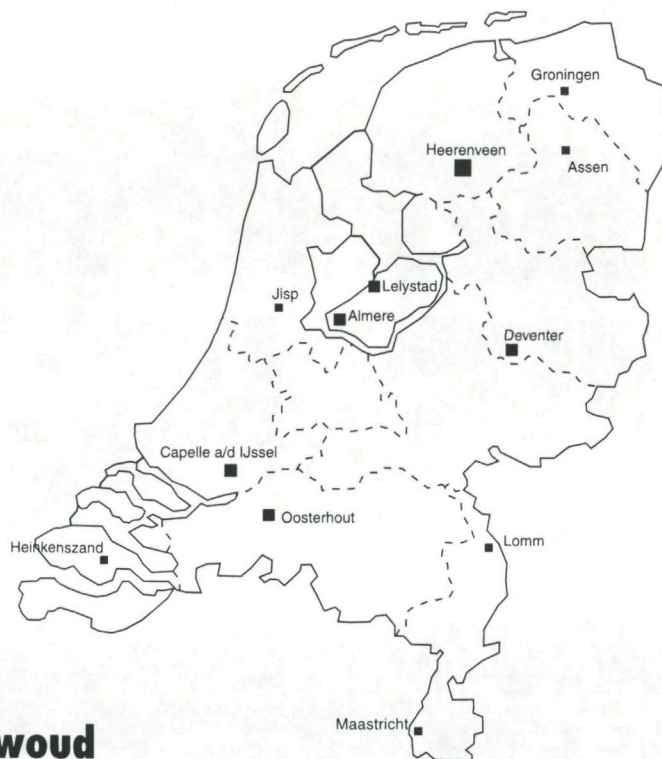 Groningen
Heerenveen
Assen
Lelystad
Jisp
Almere
Deventer
Capelle a/d IJssel
Oosterhout
Lomm
Heinkenszand
Maastricht
woud